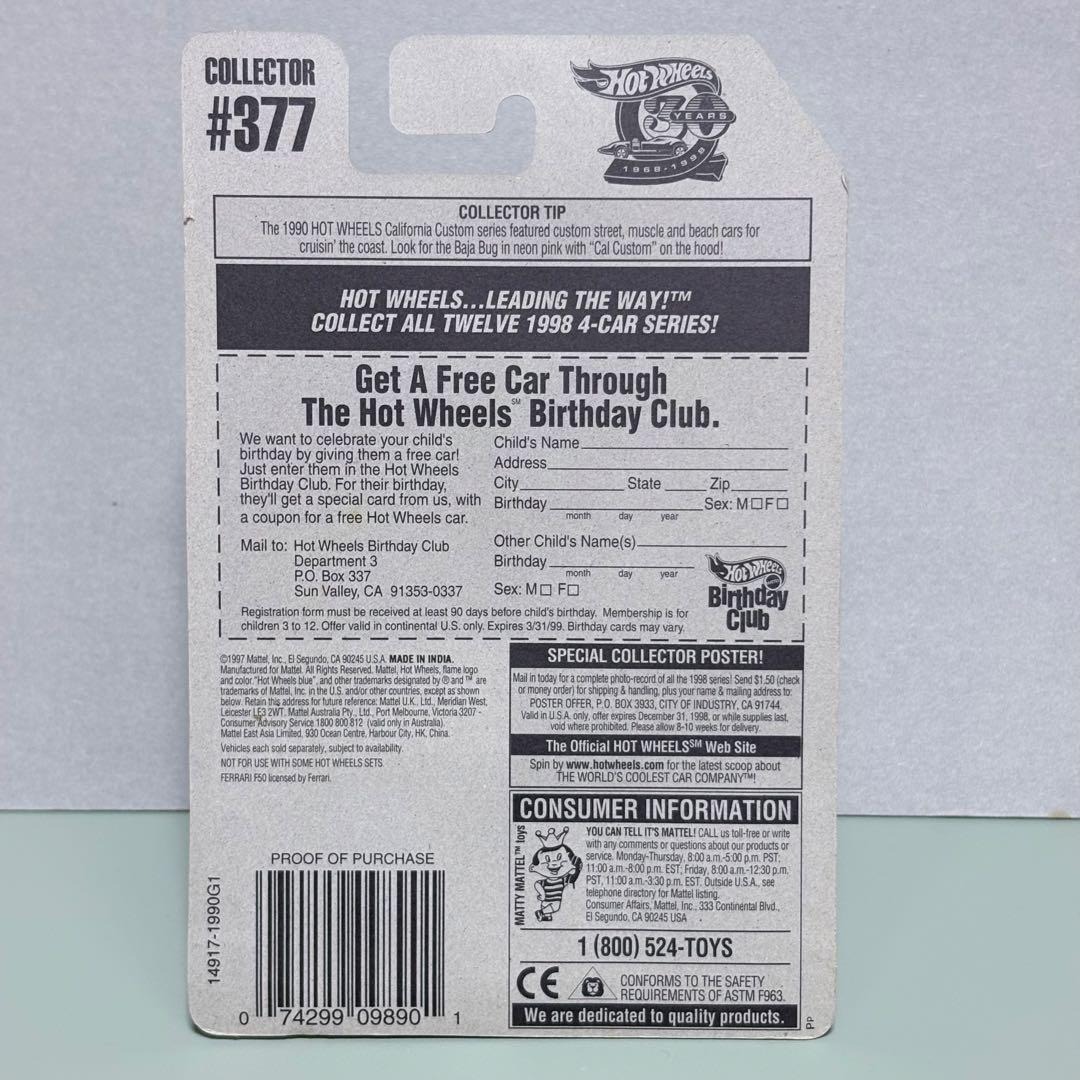 COLLECTOR
#377
HOT WHEELS
30
YEARS
1968-1998
COLLECTOR TIP
The 1990 HOT WHEELS California Custom series featured custom street, muscle and beach cars for
cruisin' the coast. Look for the Baja Bug in neon pink with "Cal Custom" on the hood!
HOT WHEELS...LEADING THE WAY!™
COLLECT ALL TWELVE 1998 4-CAR SERIES!
Get A Free Car Through
The Hot Wheels℠ Birthday Club.
We want to celebrate your child's
birthday by giving them a free car!
Just enter them in the Hot Wheels
Birthday Club. For their birthday,
they'll get a special card from us, with
a coupon for a free Hot Wheels car.
Mail to: Hot Wheels Birthday Club
Department 3
P.O. Box 337
Sun Valley, CA 91353-0337
Child's Name
Address
City State Zip
Birthday Sex: M☐F☐
month day year
Other Child's Name(s)
Birthday
month day year
Sex: M☐ F☐
Hot Wheels
Birthday
Club
Registration form must be received at least 90 days before child's birthday. Membership is for
children 3 to 12. Offer valid in continental U.S. only. Expires 3/31/99. Birthday cards may vary.
©1997 Mattel, Inc., El Segundo, CA 90245 U.S.A. MADE IN INDIA.
Manufactured for Mattel. All Rights Reserved. Mattel, Hot Wheels, flame logo
and color "Hot Wheels blue", and other trademarks designated by ® and ™ are
trademarks of Mattel, Inc. in the U.S. and/or other countries, except as shown
below. Retain this address for future reference: Mattel U.K., Ltd., Meridian West,
Leicester LE3 2WT. Mattel Australia Pty., Ltd., Port Melbourne, Victoria 3207 -
Consumer Advisory Service 1800 800 812 (valid only in Australia).
Mattel East Asia Limited, 930 Ocean Centre, Harbour City, HK, China.
Vehicles each sold separately, subject to availability.
NOT FOR USE WITH SOME HOT WHEELS SETS
FERRARI F50 licensed by Ferrari.
SPECIAL COLLECTOR POSTER!
Mail in today for a complete photo-record of all the 1998 series! Send $1.50 (check
or money order) for shipping & handling, plus your name & mailing address to:
POSTER OFFER, P.O. BOX 3933, CITY OF INDUSTRY, CA 91744.
Valid in U.S.A. only, offer expires December 31, 1998, or while supplies last,
void where prohibited. Please allow 8-10 weeks for delivery.
The Official HOT WHEELS℠ Web Site
Spin by www.hotwheels.com for the latest scoop about
THE WORLD'S COOLEST CAR COMPANY™!
CONSUMER INFORMATION
MATTY MATTEL™ toys
YOU CAN TELL IT'S MATTEL! CALL us toll-free or write
with any comments or questions about our products or
service. Monday-Thursday, 8:00 a.m.-5:00 p.m. PST;
11:00 a.m.-8:00 p.m. EST; Friday, 8:00 a.m.-12:30 p.m.
PST, 11:00 a.m.-3:30 p.m. EST. Outside U.S.A., see
telephone directory for Mattel listing.
Consumer Affairs, Mattel, Inc., 333 Continental Blvd.,
El Segundo, CA 90245 USA
1 (800) 524-TOYS
CE
CONFORMS TO THE SAFETY
REQUIREMENTS OF ASTM F963.
We are dedicated to quality products.
PP
PROOF OF PURCHASE
14917-1990G1
0 74299 09890 1